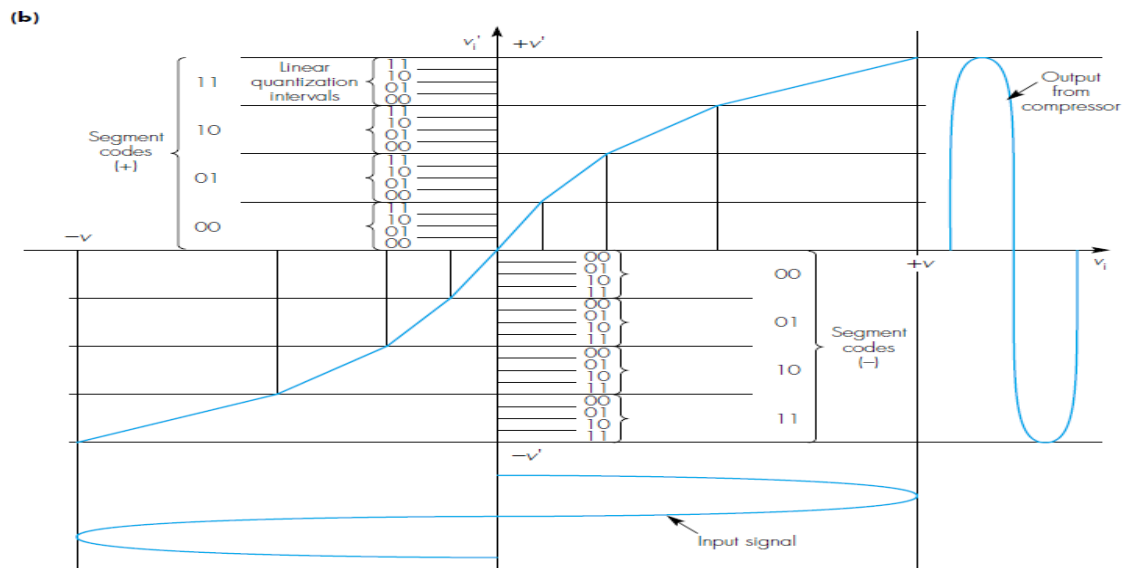 (b)
vi' +v'
Linear
quantization
intervals
11
10
01
00
11
10
01
00
11
10
01
00
11
10
01
00
11
10
01
00
Segment
codes
(+)
Output
from
compressor
−v
+v
vi
00
01
10
11
00
01
10
11
00
01
10
11
00
01
10
11
00
01
10
11
Segment
codes
(−)
−v'
Input signal